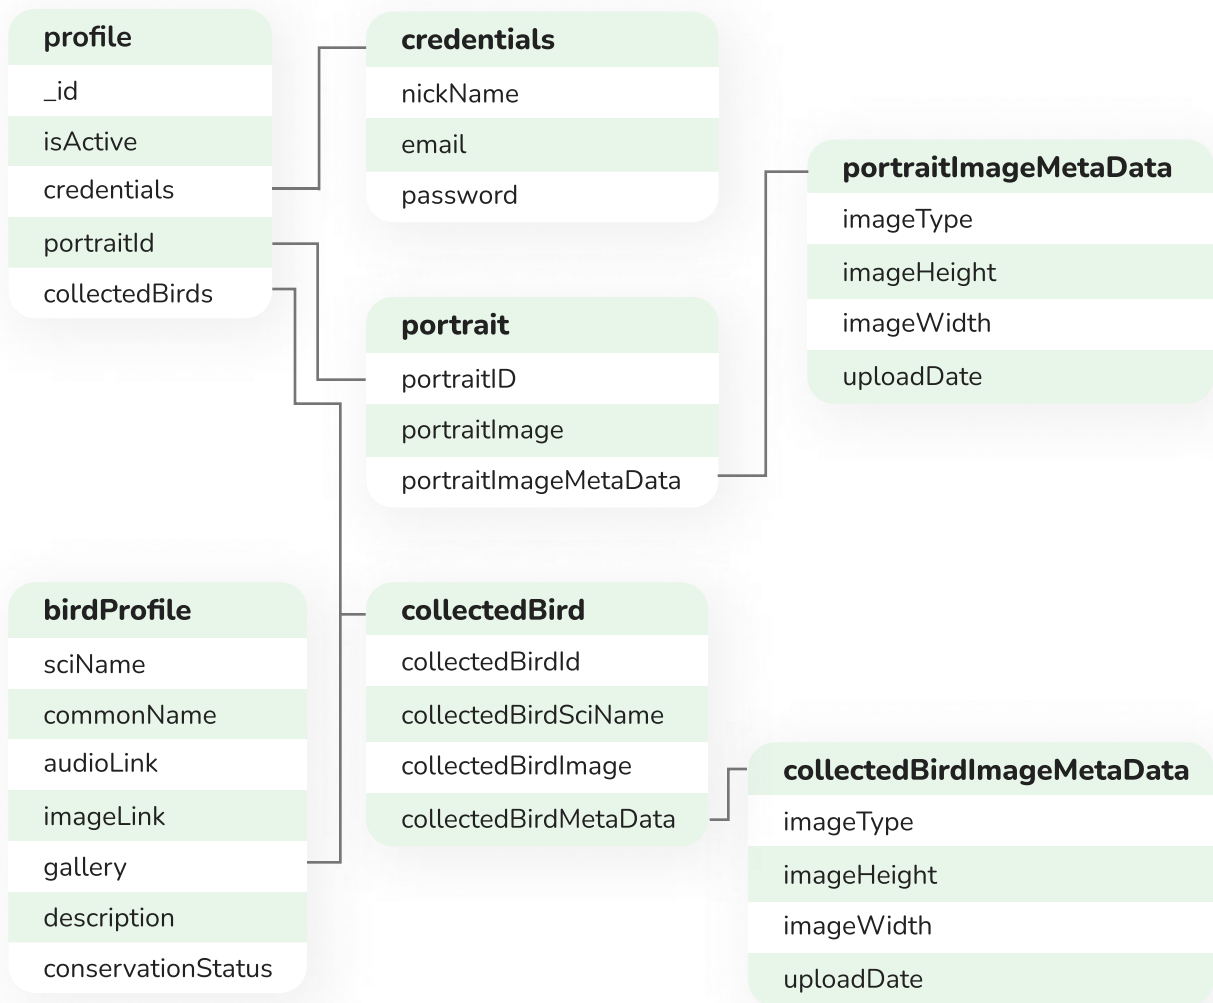 profile
_id
isActive
credentials
portraitId
collectedBirds
credentials
nickName
email
password
portrait
portraitID
portraitImage
portraitImageMetaData
portraitImageMetaData
imageType
imageHeight
imageWidth
uploadDate
birdProfile
sciName
commonName
audioLink
imageLink
gallery
description
conservationStatus
collectedBird
collectedBirdId
collectedBirdSciName
collectedBirdImage
collectedBirdMetaData
collectedBirdImageMetaData
imageType
imageHeight
imageWidth
uploadDate